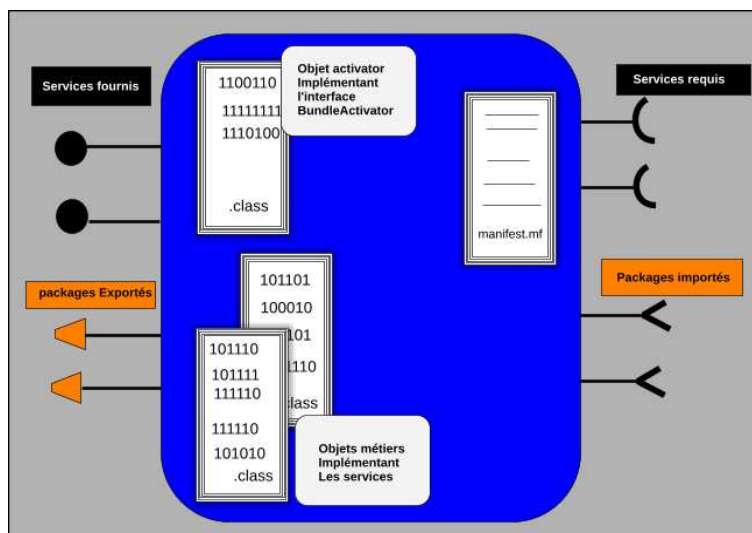 Services fournis
1100110
11111111
1110100
.class
Objet activator
Implémentant
l'interface
BundleActivator
Services requis
manifest.mf
packages Exportés
Packages importés
101101
100010
101
1110
class
101110
101111
111110
111110
101010
.class
Objets métiers
Implémentant
Les services